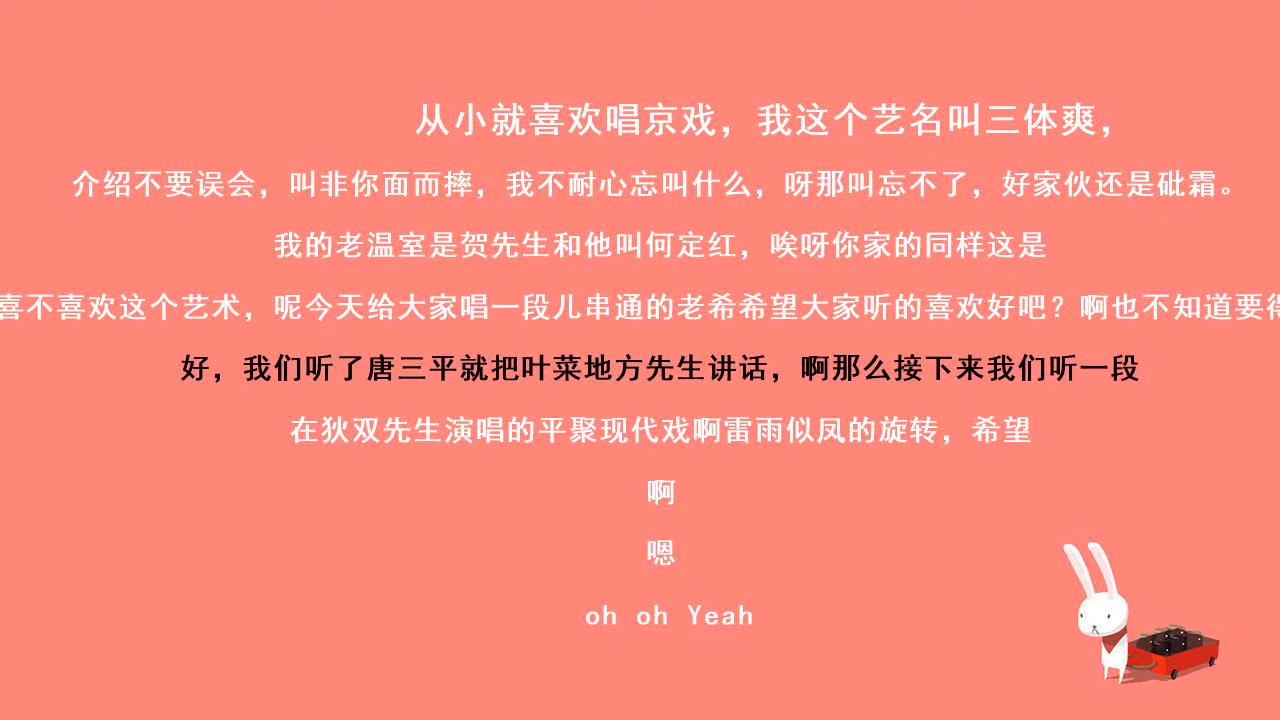 从小就喜欢唱京戏，我这个艺名叫三体爽，
介绍不要误会，叫非你面而摔，我不耐心忘叫什么，呀那叫忘不了，好家伙还是砒霜。
我的老温室是贺先生和他叫何定红，唉呀你家的同样这是
喜不喜欢这个艺术，呢今天给大家唱一段儿串通的老希希望大家听的喜欢好吧？啊也不知道要得
好，我们听了唐三平就把叶菜地方先生讲话，啊那么接下来我们听一段
在狄双先生演唱的平聚现代戏啊雷雨似凤的旋转，希望
啊
嗯
oh oh Yeah